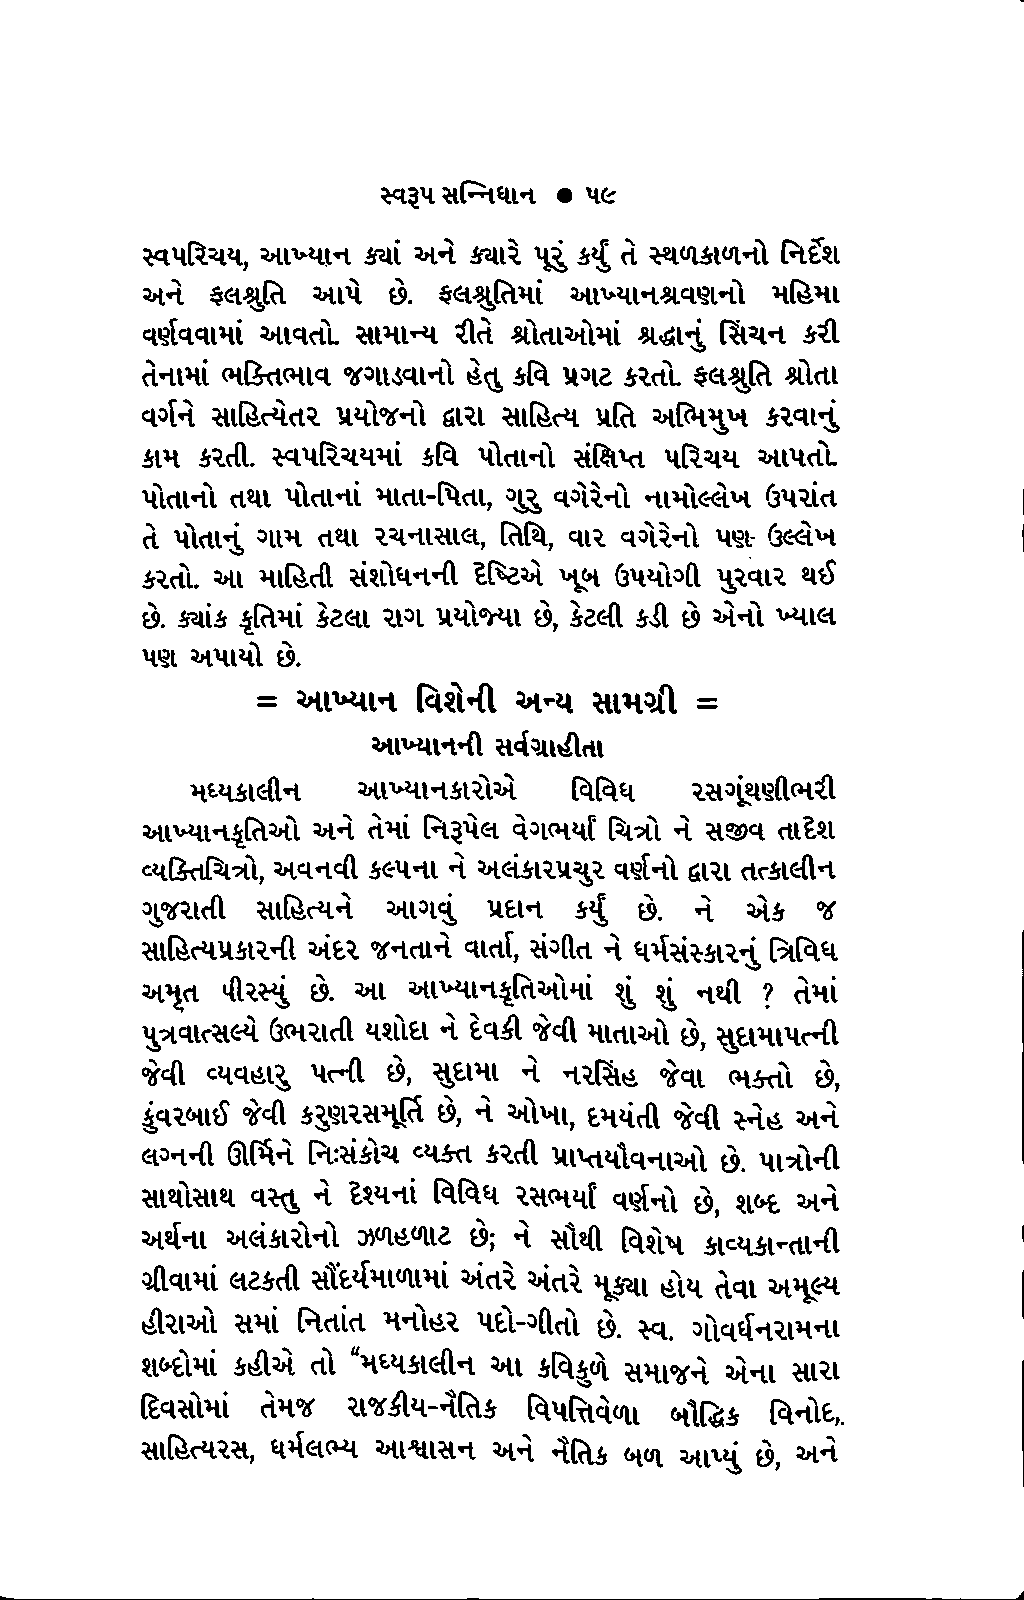 સ્વરૂપ સન્નિધાન ● ૫૯
સ્વપરિચય, આખ્યાન ક્યાં અને ક્યારે પૂરું કર્યું તે સ્થળકાળનો નિર્દેશ
અને ફલશ્રુતિ આપે છે. ફલશ્રુતિમાં આખ્યાનશ્રવણનો મહિમા
વર્ણવવામાં આવતો. સામાન્ય રીતે શ્રોતાઓમાં શ્રદ્ધાનું સિંચન કરી
તેનામાં ભક્તિભાવ જગાડવાનો હેતુ કવિ પ્રગટ કરતો. ફલશ્રુતિ શ્રોતા
વર્ગને સાહિત્યેતર પ્રયોજનો દ્વારા સાહિત્ય પ્રતિ અભિમુખ કરવાનું
કામ કરતી. સ્વપરિચયમાં કવિ પોતાનો સંક્ષિપ્ત પરિચય આપતો.
પોતાનો તથા પોતાનાં માતા-પિતા, ગુરુ વગેરેનો નામોલ્લેખ ઉપરાંત
તે પોતાનું ગામ તથા રચનાસાલ, તિથિ, વાર વગેરેનો પણ ઉલ્લેખ
કરતો. આ માહિતી સંશોધનની દૃષ્ટિએ ખૂબ ઉપયોગી પુરવાર થઈ
છે. ક્યાંક કૃતિમાં કેટલા રાગ પ્રયોજ્યા છે, કેટલી કડી છે એનો ખ્યાલ
પણ અપાયો છે.
= આખ્યાન વિશેની અન્ય સામગ્રી =
આખ્યાનની સર્વગ્રાહીતા
મધ્યકાલીન આખ્યાનકારોએ વિવિધ રસગૂંથણીભરી
આખ્યાનકૃતિઓ અને તેમાં નિરૂપેલ વેગભર્યાં ચિત્રો ને સજીવ તાદૃશ
વ્યક્તિચિત્રો, અવનવી કલ્પના ને અલંકારપ્રચુર વર્ણનો દ્વારા તત્કાલીન
ગુજરાતી સાહિત્યને આગવું પ્રદાન કર્યું છે. ને એક જ
સાહિત્યપ્રકારની અંદર જનતાને વાર્તા, સંગીત ને ધર્મસંસ્કારનું ત્રિવિધ
અમૃત પીરસ્યું છે. આ આખ્યાનકૃતિઓમાં શું શું નથી ? તેમાં
પુત્રવાત્સલ્યે ઉભરાતી યશોદા ને દેવકી જેવી માતાઓ છે, સુદામાપત્ની
જેવી વ્યવહારુ પત્ની છે, સુદામા ને નરસિંહ જેવા ભક્તો છે,
કુંવરબાઈ જેવી કરુણરસમૂર્તિ છે, ને ઓખા, દમયંતી જેવી સ્નેહ અને
લગ્નની ઊર્મિને નિઃસંકોચ વ્યક્ત કરતી પ્રાપ્તયૌવનાઓ છે. પાત્રોની
સાથોસાથ વસ્તુ ને દૃશ્યનાં વિવિધ રસભર્યાં વર્ણનો છે, શબ્દ અને
અર્થના અલંકારોનો ઝળહળાટ છે; ને સૌથી વિશેષ કાવ્યકાન્તાની
ગ્રીવામાં લટકતી સૌંદર્યમાળામાં અંતરે અંતરે મૂક્યા હોય તેવા અમૂલ્ય
હીરાઓ સમાં નિતાંત મનોહર પદો-ગીતો છે. સ્વ. ગોવર્ધનરામના
શબ્દોમાં કહીએ તો “મધ્યકાલીન આ કવિકુળે સમાજને એના સારા
દિવસોમાં તેમજ રાજકીય-નૈતિક વિપત્તિવેળા બૌદ્ધિક વિનોદ,
સાહિત્યરસ, ધર્મલભ્ય આશ્વાસન અને નૈતિક બળ આપ્યું છે, અને